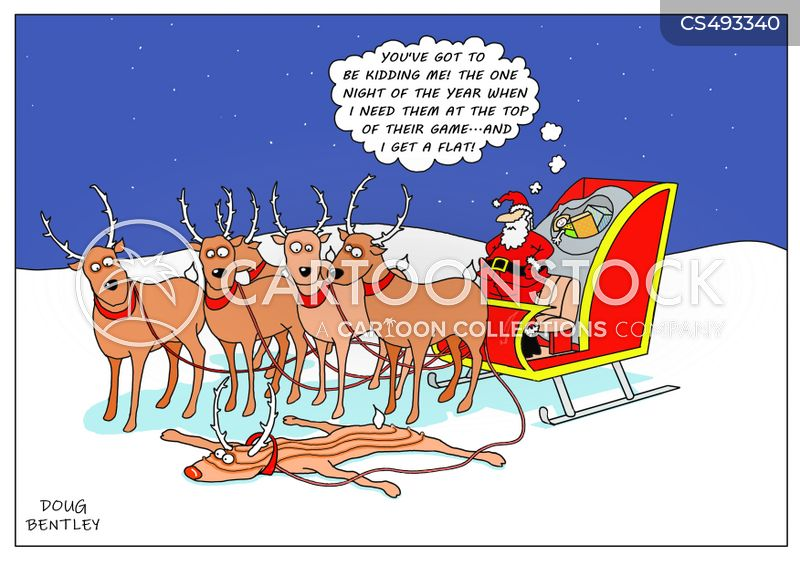 CS493340
YOU'VE GOT TO
BE KIDDING ME! THE ONE
NIGHT OF THE YEAR WHEN
I NEED THEM AT THE TOP
OF THEIR GAME...AND
I GET A FLAT!
CARTOONSTOCK
A CARTOON COLLECTIONS COMPANY
DOUG
BENTLEY